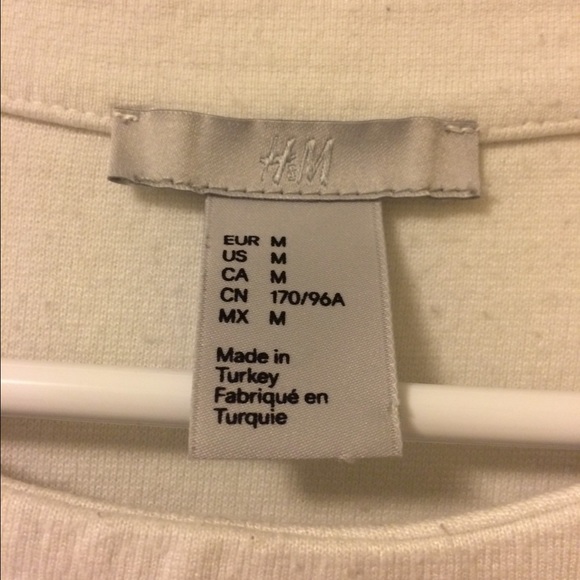 H&M
EUR M
US M
CA M
CN 170/96A
MX M
Made in
Turkey
Fabriqué en
Turquie